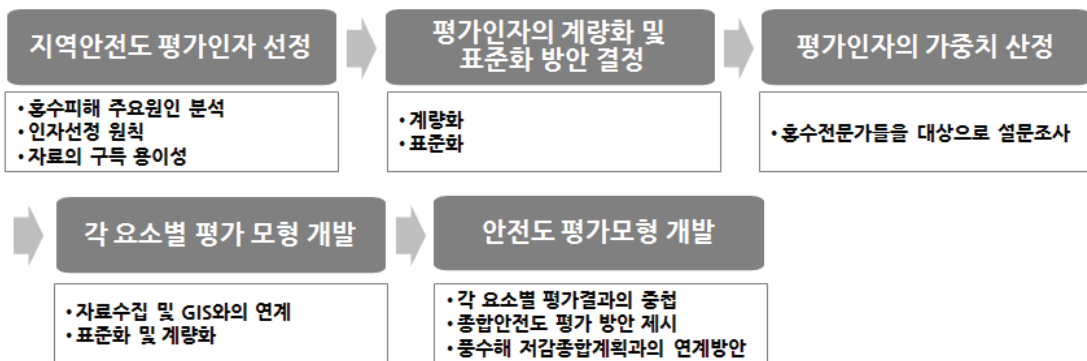 지역안전도 평가인자 선정
• 홍수피해 주요원인 분석
• 인자선정 원칙
• 자료의 구득 용이성
평가인자의 계량화 및
표준화 방안 결정
• 계량화
• 표준화
평가인자의 가중치 산정
• 홍수전문가들을 대상으로 설문조사
각 요소별 평가 모형 개발
• 자료수집 및 GIS와의 연계
• 표준화 및 계량화
안전도 평가모형 개발
• 각 요소별 평가결과의 중첩
• 종합안전도 평가 방안 제시
• 풍수해 저감종합계획과의 연계방안